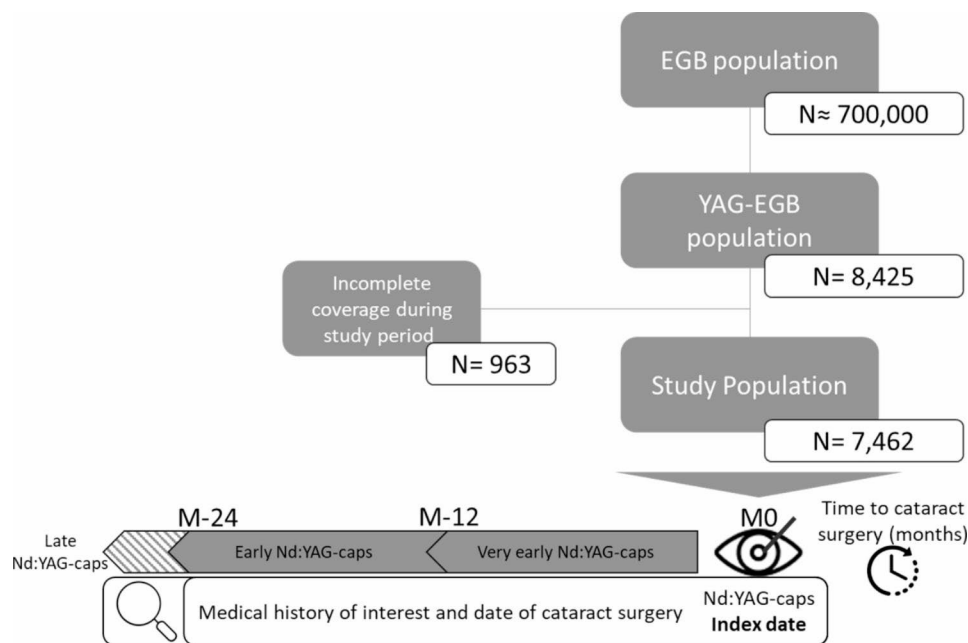 EGB population
N≈ 700,000
YAG-EGB
population
N= 8,425
Incomplete
coverage during
study period
N= 963
Study Population
N= 7,462
M-24
M-12
M0
Time to cataract
surgery (months)
Late
Nd:YAG-caps
Early Nd:YAG-caps
Very early Nd:YAG-caps
Medical history of interest and date of cataract surgery
Nd:YAG-caps
Index date